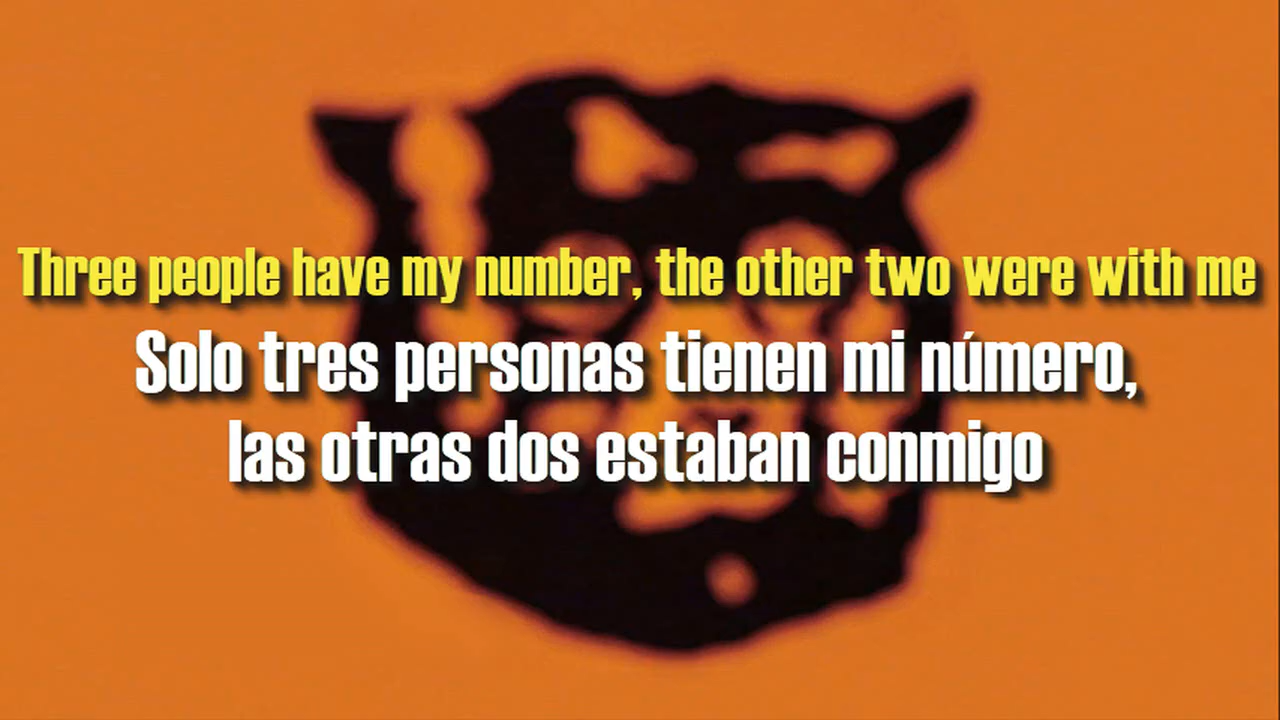 Three people have my number, the other two were with me
Solo tres personas tienen mi número,
las otras dos estaban conmigo